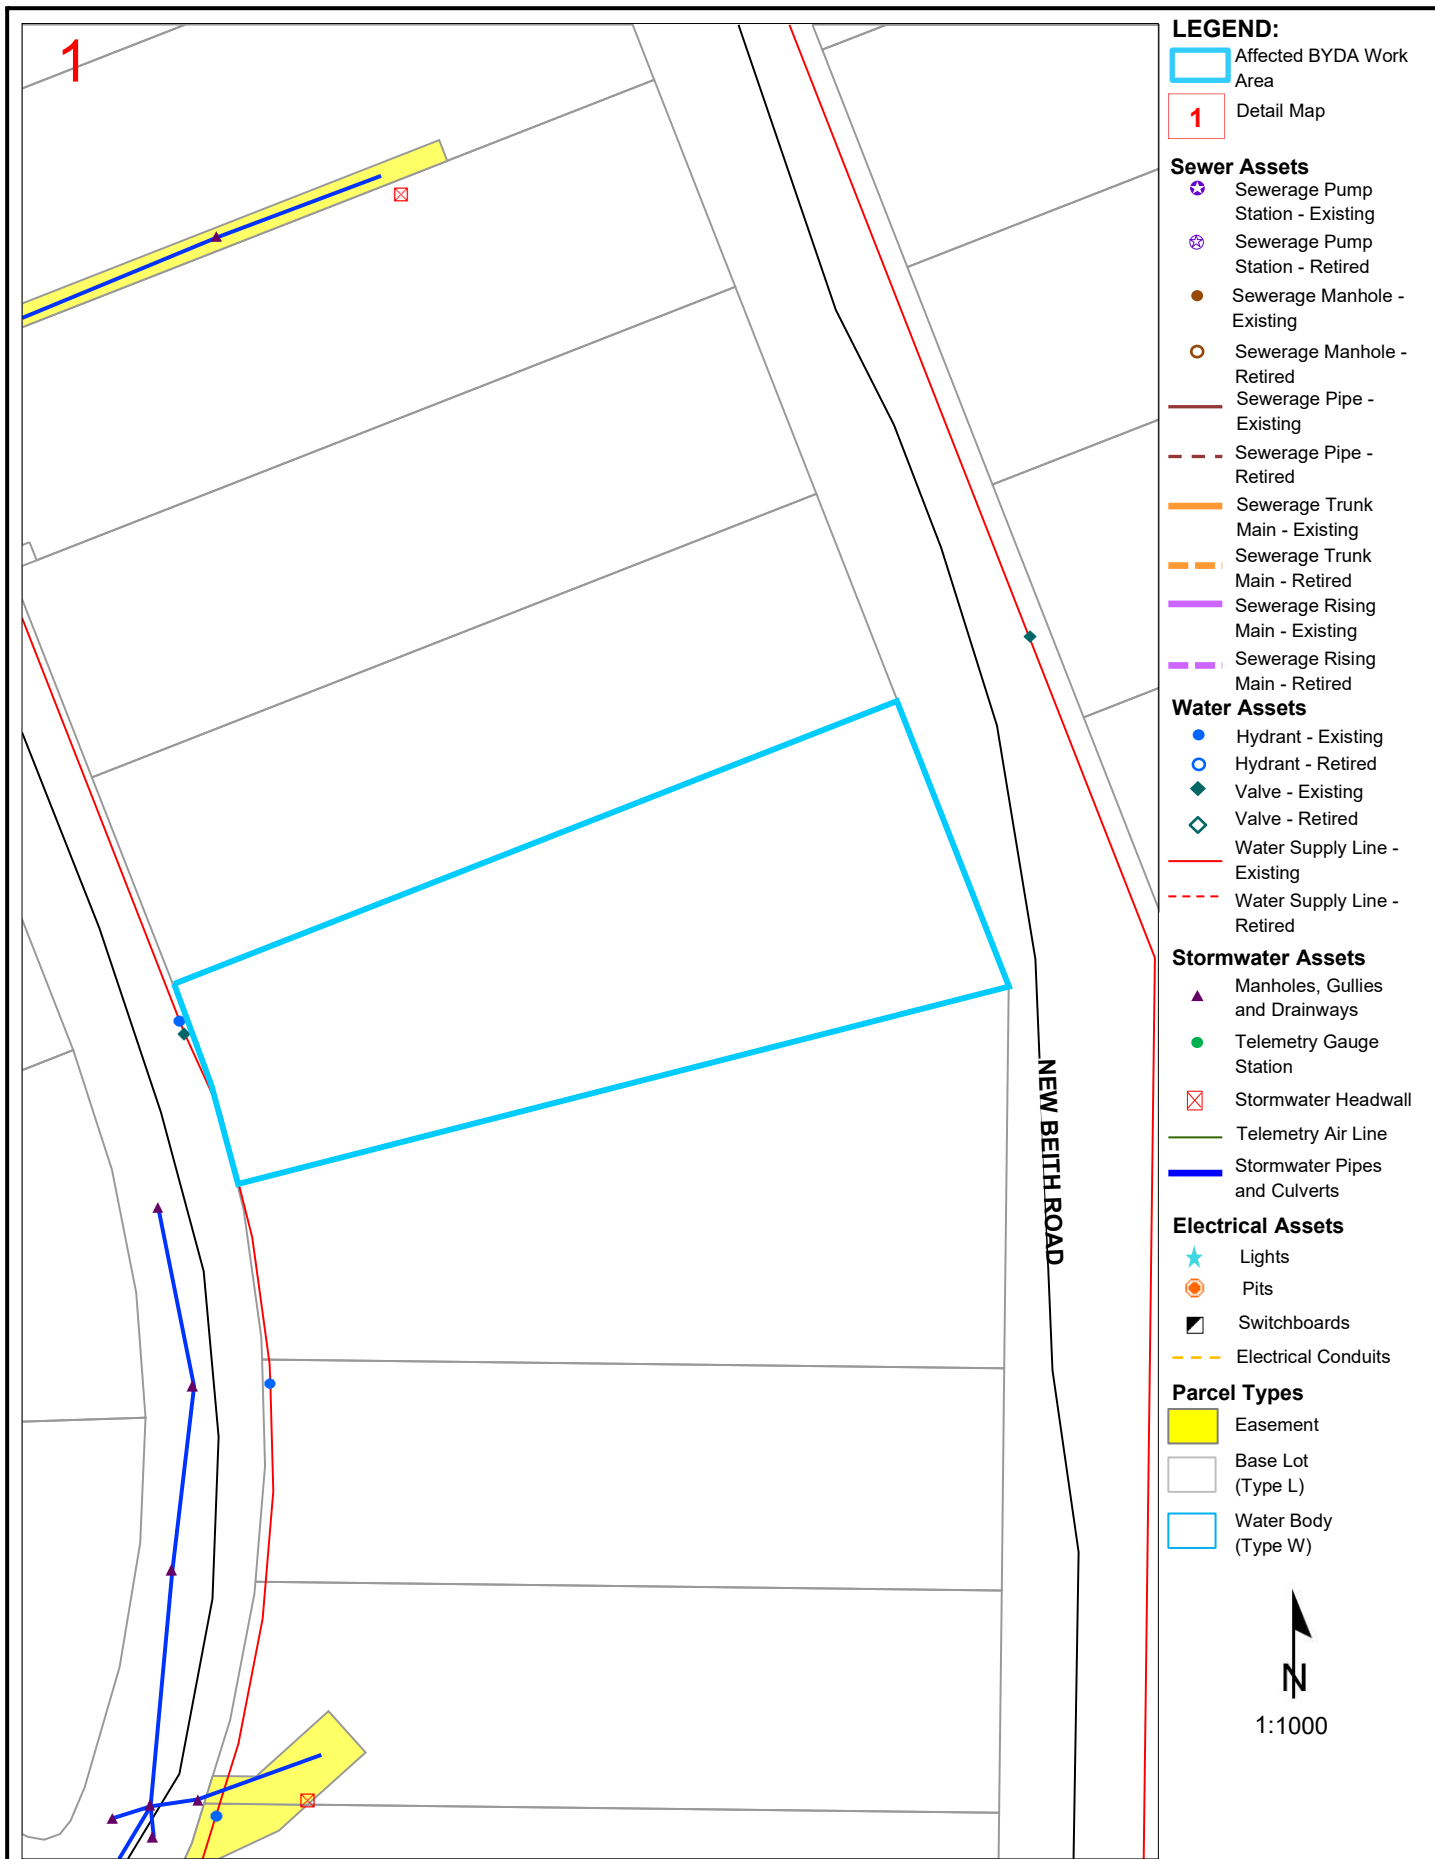 1
NEW BEITH ROAD
LEGEND:
Affected BYDA Work
Area
1
Detail Map
Sewer Assets
Sewerage Pump
Station - Existing
Sewerage Pump
Station - Retired
Sewerage Manhole -
Existing
Sewerage Manhole -
Retired
Sewerage Pipe -
Existing
Sewerage Pipe -
Retired
Sewerage Trunk
Main - Existing
Sewerage Trunk
Main - Retired
Sewerage Rising
Main - Existing
Sewerage Rising
Main - Retired
Water Assets
Hydrant - Existing
Hydrant - Retired
Valve - Existing
Valve - Retired
Water Supply Line -
Existing
Water Supply Line -
Retired
Stormwater Assets
Manholes, Gullies
and Drainways
Telemetry Gauge
Station
Stormwater Headwall
Telemetry Air Line
Stormwater Pipes
and Culverts
Electrical Assets
Lights
Pits
Switchboards
Electrical Conduits
Parcel Types
Easement
Base Lot
(Type L)
Water Body
(Type W)
N
1:1000